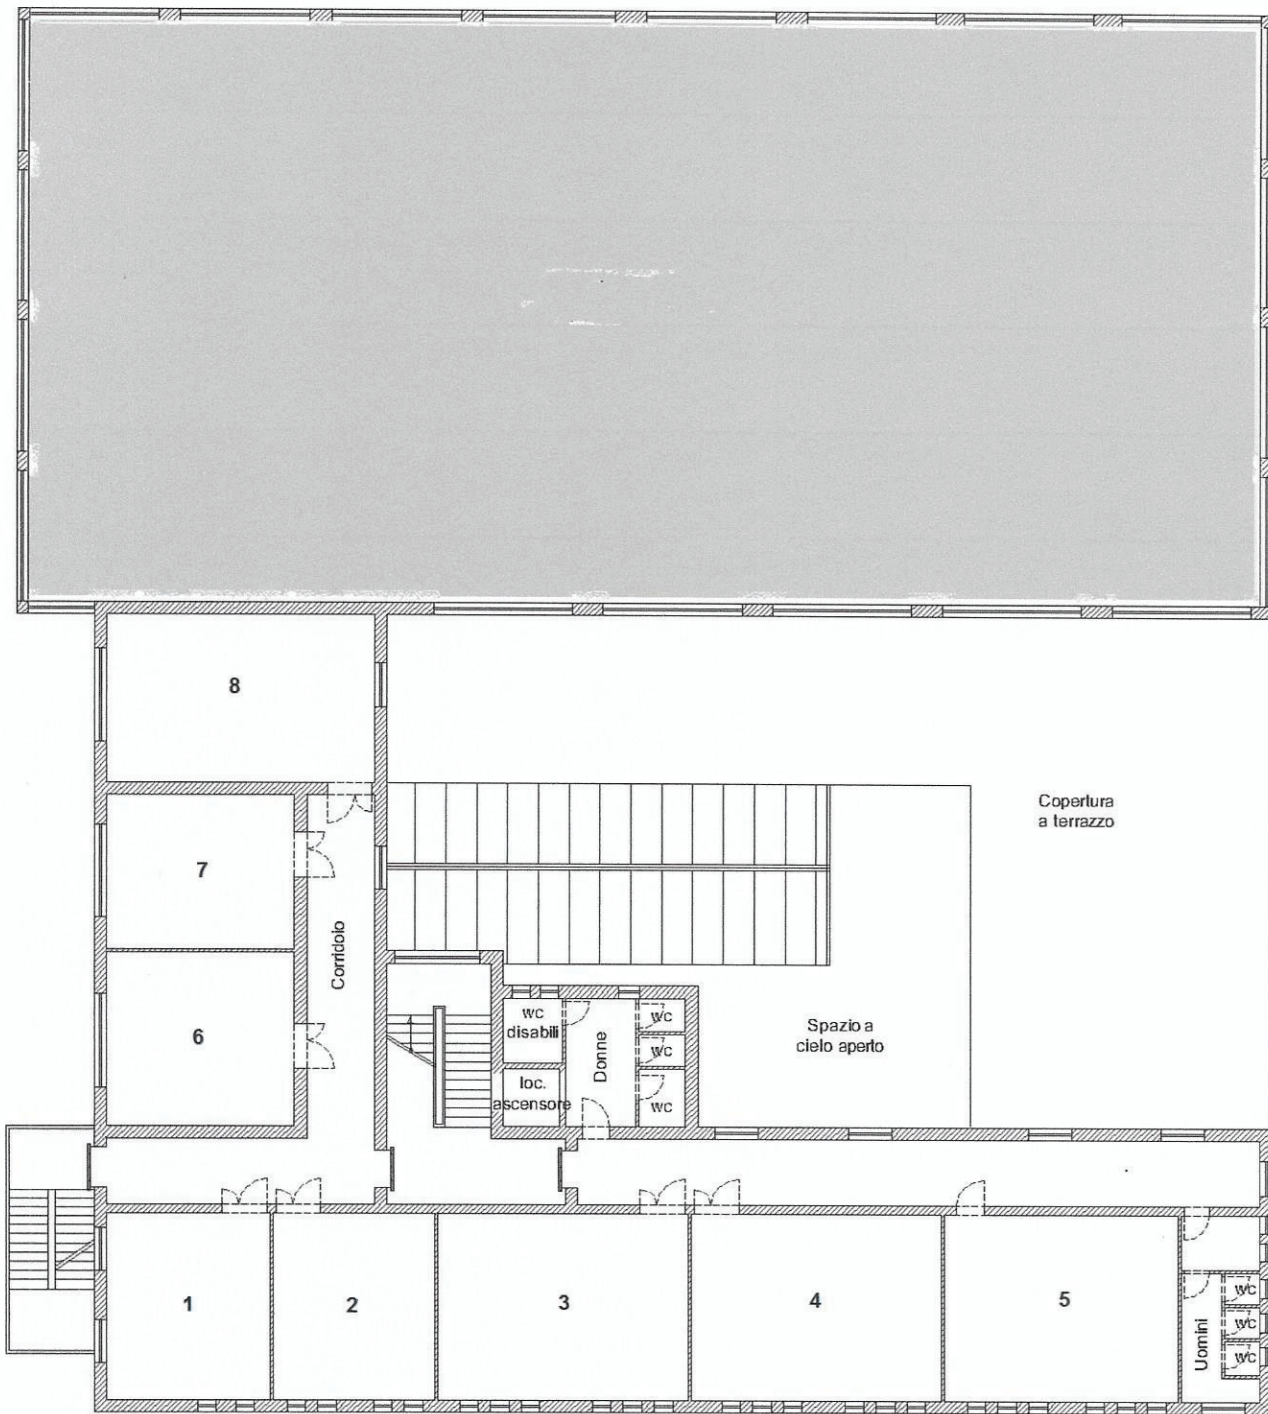 8
Copertura
a terrazzo
7
Corridoio
6
wc
disabili
Donne
wc
wc
wc
loc.
ascensore
Spazio a
cielo aperto
1
2
3
4
5
Uomini
wc
wc
wc